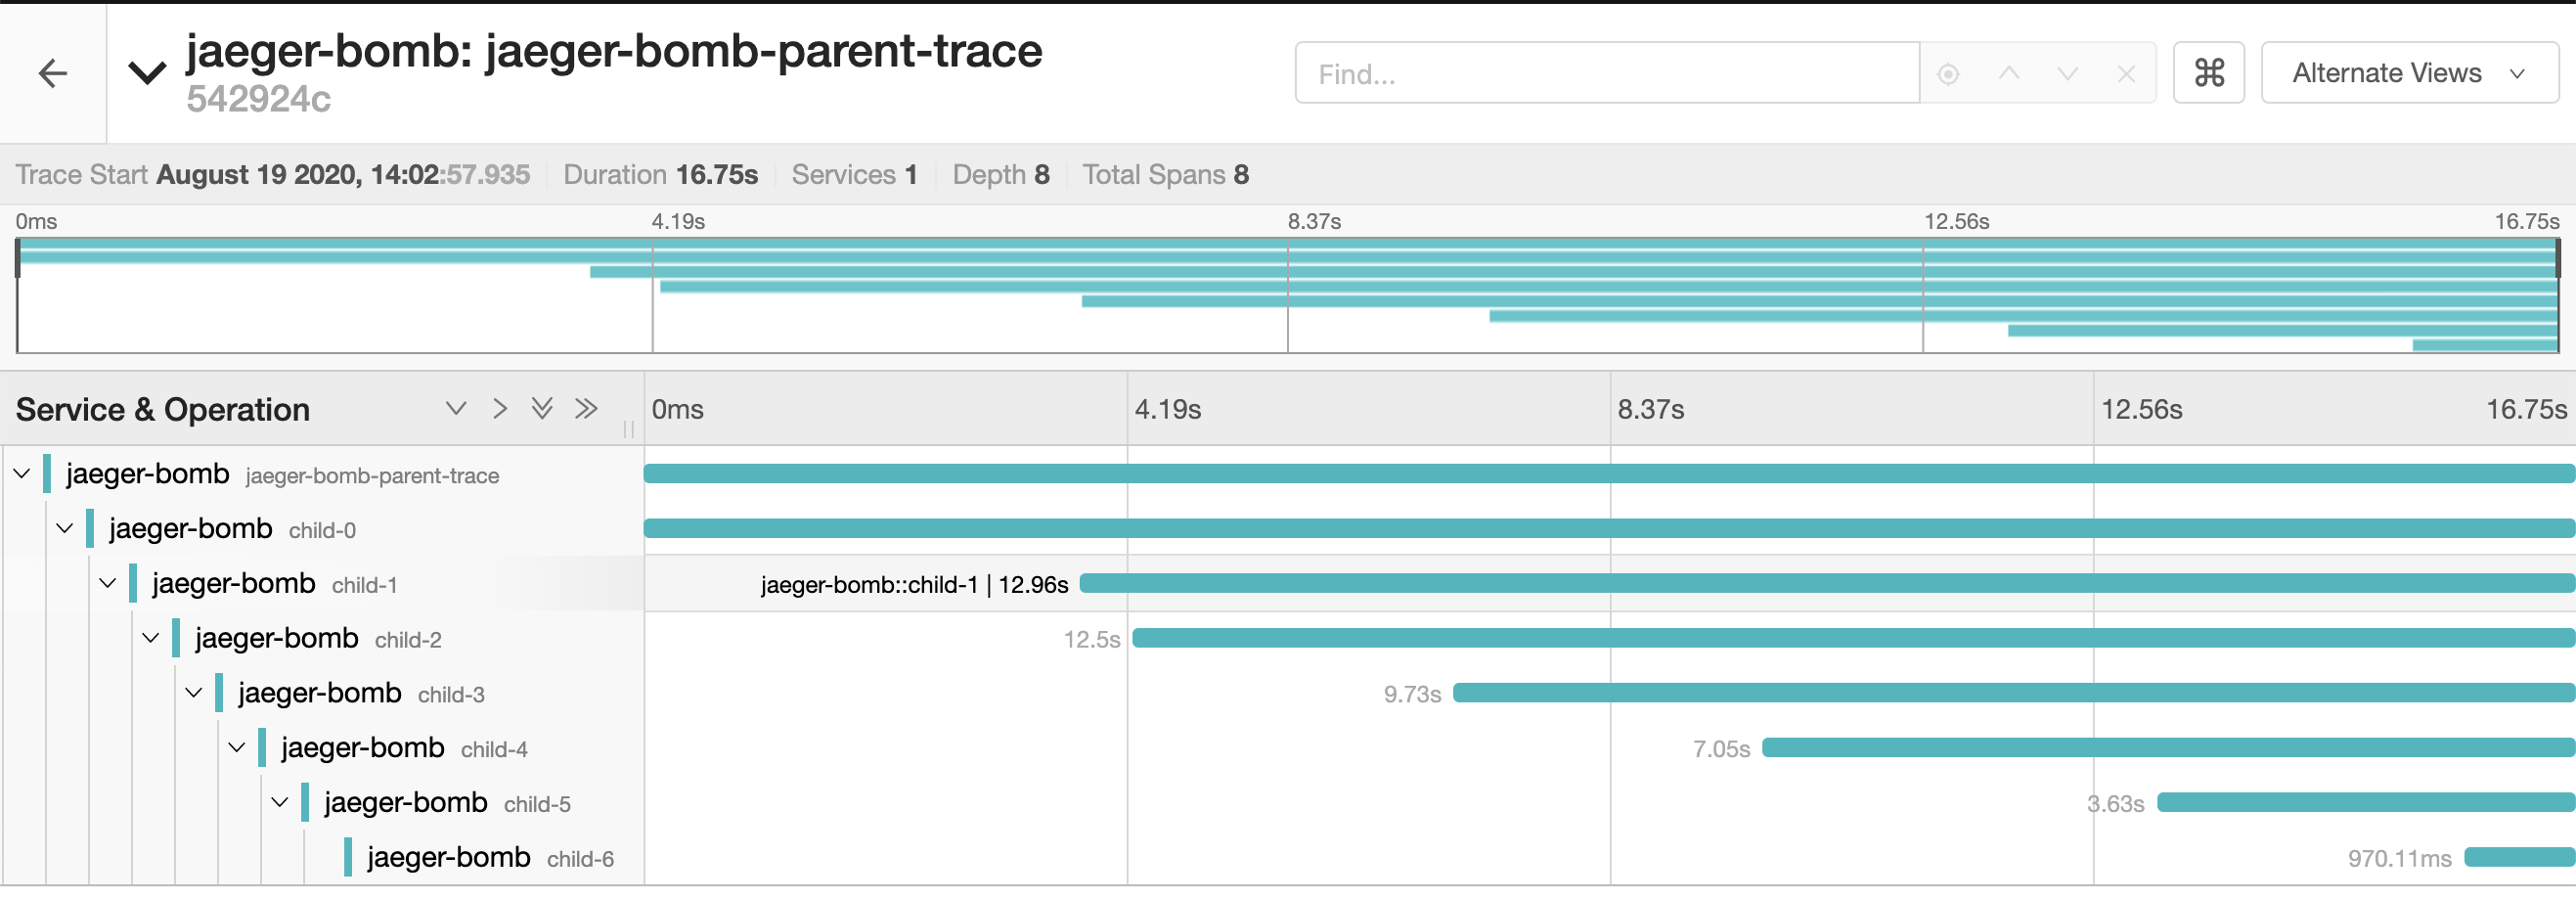 jaeger-bomb: jaeger-bomb-parent-trace
542924c
Find...
Alternate Views
Trace Start August 19 2020, 14:02:57.935 Duration 16.75s Services 1 Depth 8 Total Spans 8
0ms 4.19s 8.37s 12.56s 16.75s
Service & Operation 0ms 4.19s 8.37s 12.56s 16.75s
jaeger-bomb jaeger-bomb-parent-trace
jaeger-bomb child-0
jaeger-bomb child-1 jaeger-bomb::child-1 | 12.96s
jaeger-bomb child-2 12.5s
jaeger-bomb child-3 9.73s
jaeger-bomb child-4 7.05s
jaeger-bomb child-5 3.63s
jaeger-bomb child-6 970.11ms